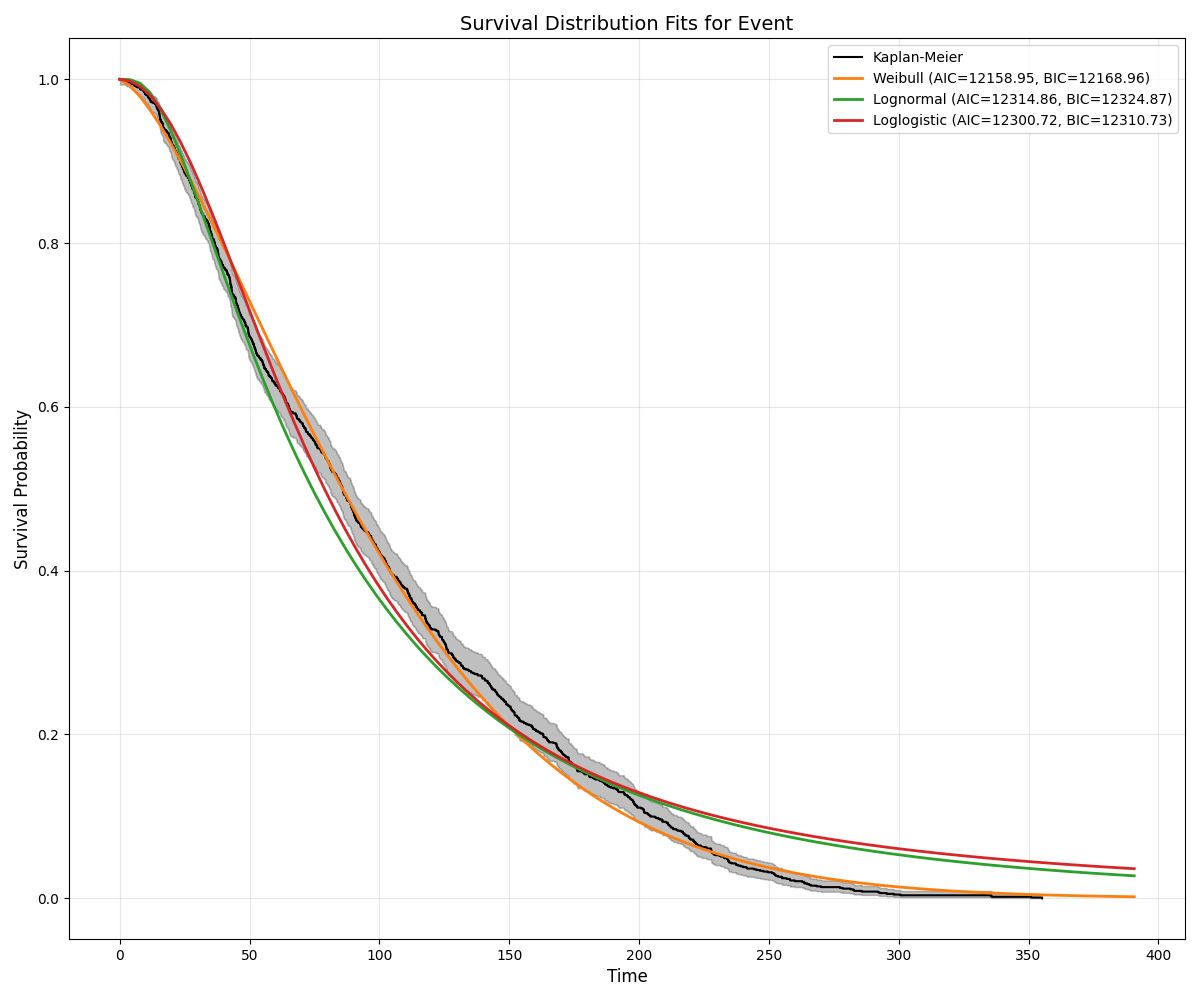 Survival Distribution Fits for Event
Kaplan-Meier
Weibull (AIC=12158.95, BIC=12168.96)
Lognormal (AIC=12314.86, BIC=12324.87)
Loglogistic (AIC=12300.72, BIC=12310.73)
Survival Probability
1.0
0.8
0.6
0.4
0.2
0.0
0 50 100 150 200 250 300 350 400
Time